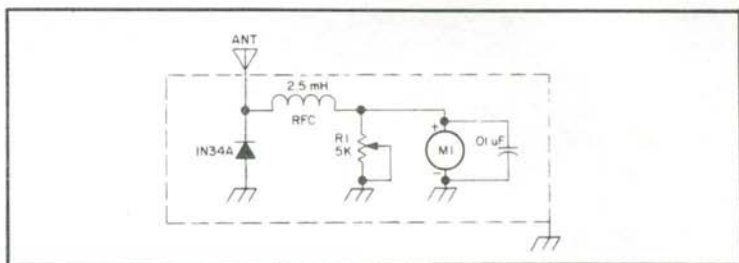 ANT
2.5 mH
RFC
1N34A
R1
5K
+
M1
-
.01 uF